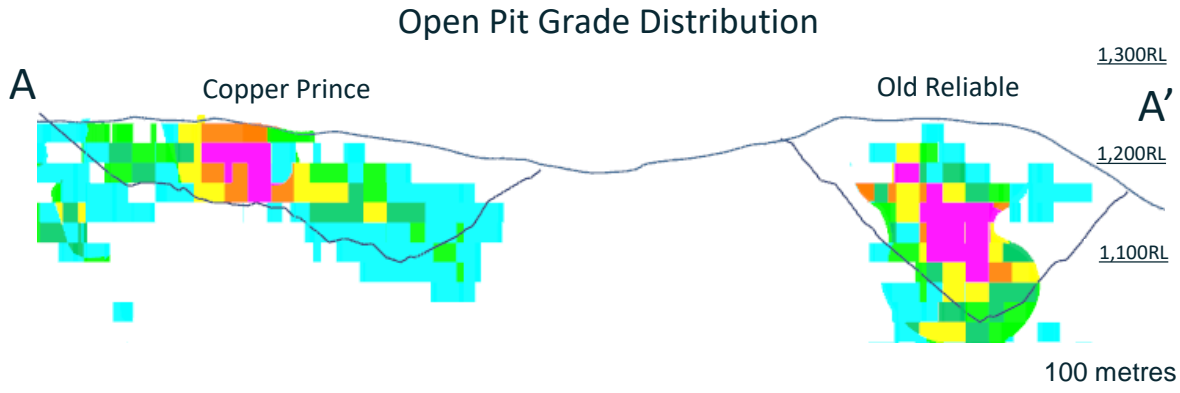 Open Pit Grade Distribution
1,300RL
A
Copper Prince
Old Reliable
A’
1,200RL
1,100RL
100 metres